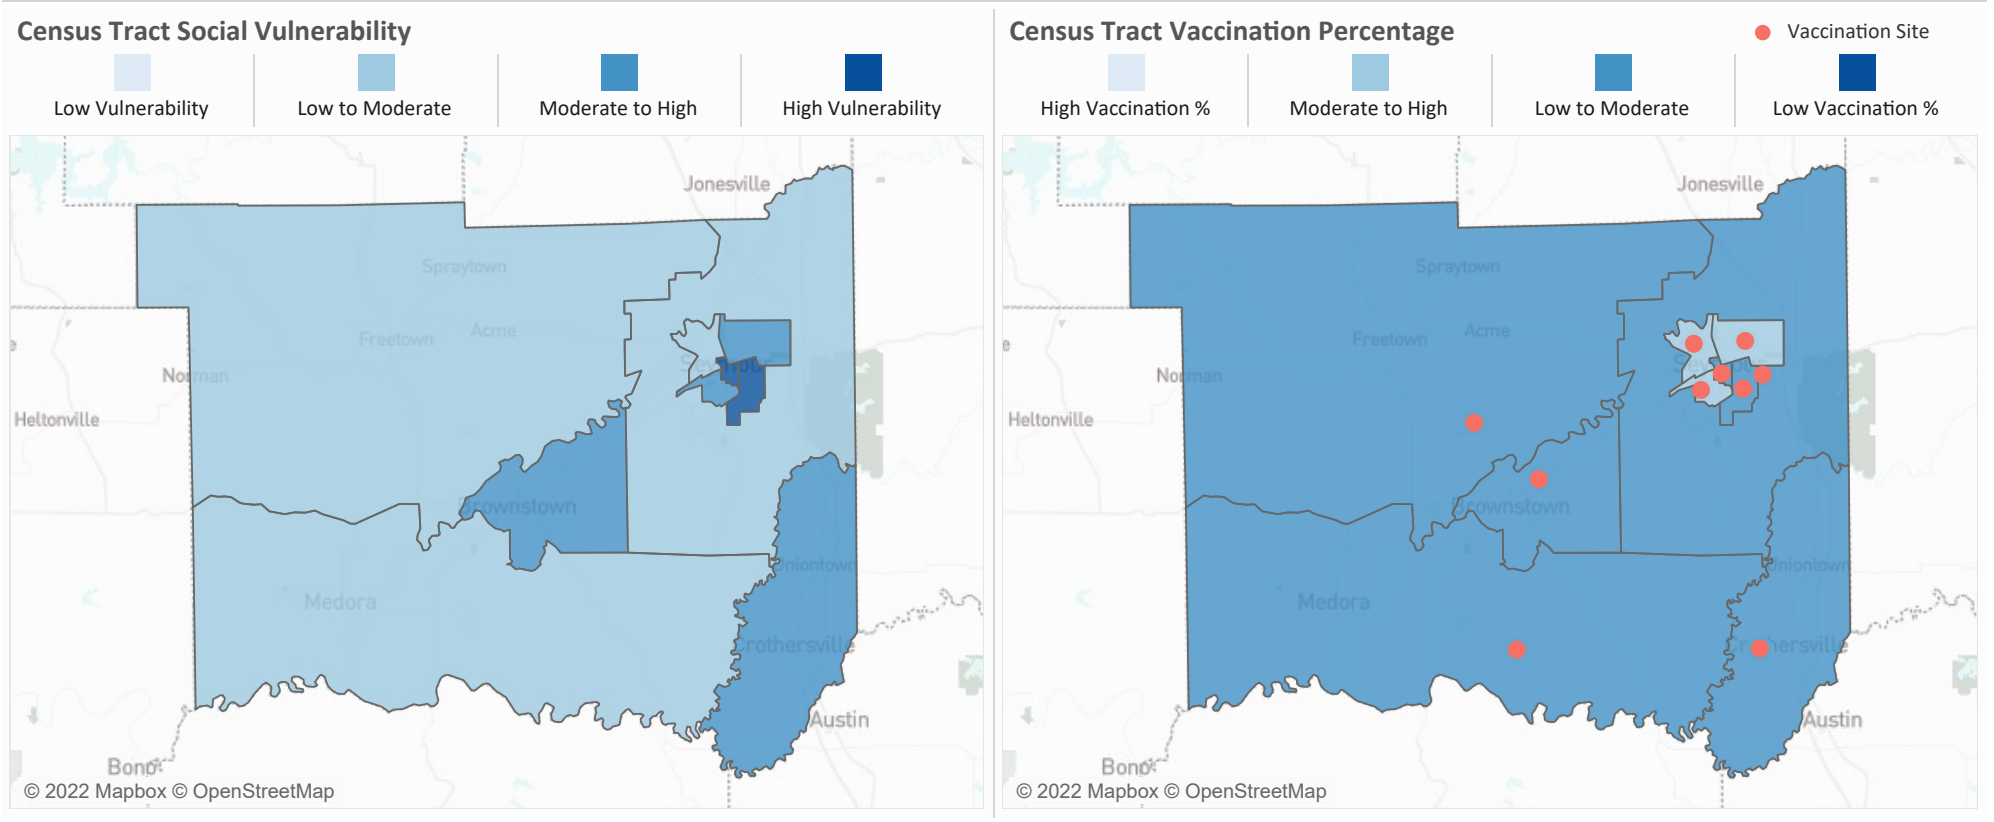 Census Tract Social Vulnerability
Low Vulnerability
Low to Moderate
Moderate to High
High Vulnerability
Jonesville
Spraytown
Freetown
Acme
Seymour
Norman
Heltonville
Brownstown
Uniontown
Medora
Crothersville
Austin
Bono
© 2022 Mapbox © OpenStreetMap
Census Tract Vaccination Percentage
Vaccination Site
High Vaccination %
Moderate to High
Low to Moderate
Low Vaccination %
Jonesville
Spraytown
Freetown
Acme
e
Seymour
Norman
Heltonville
Brownstown
Uniontown
Medora
Crothersville
Austin
Bono
© 2022 Mapbox © OpenStreetMap